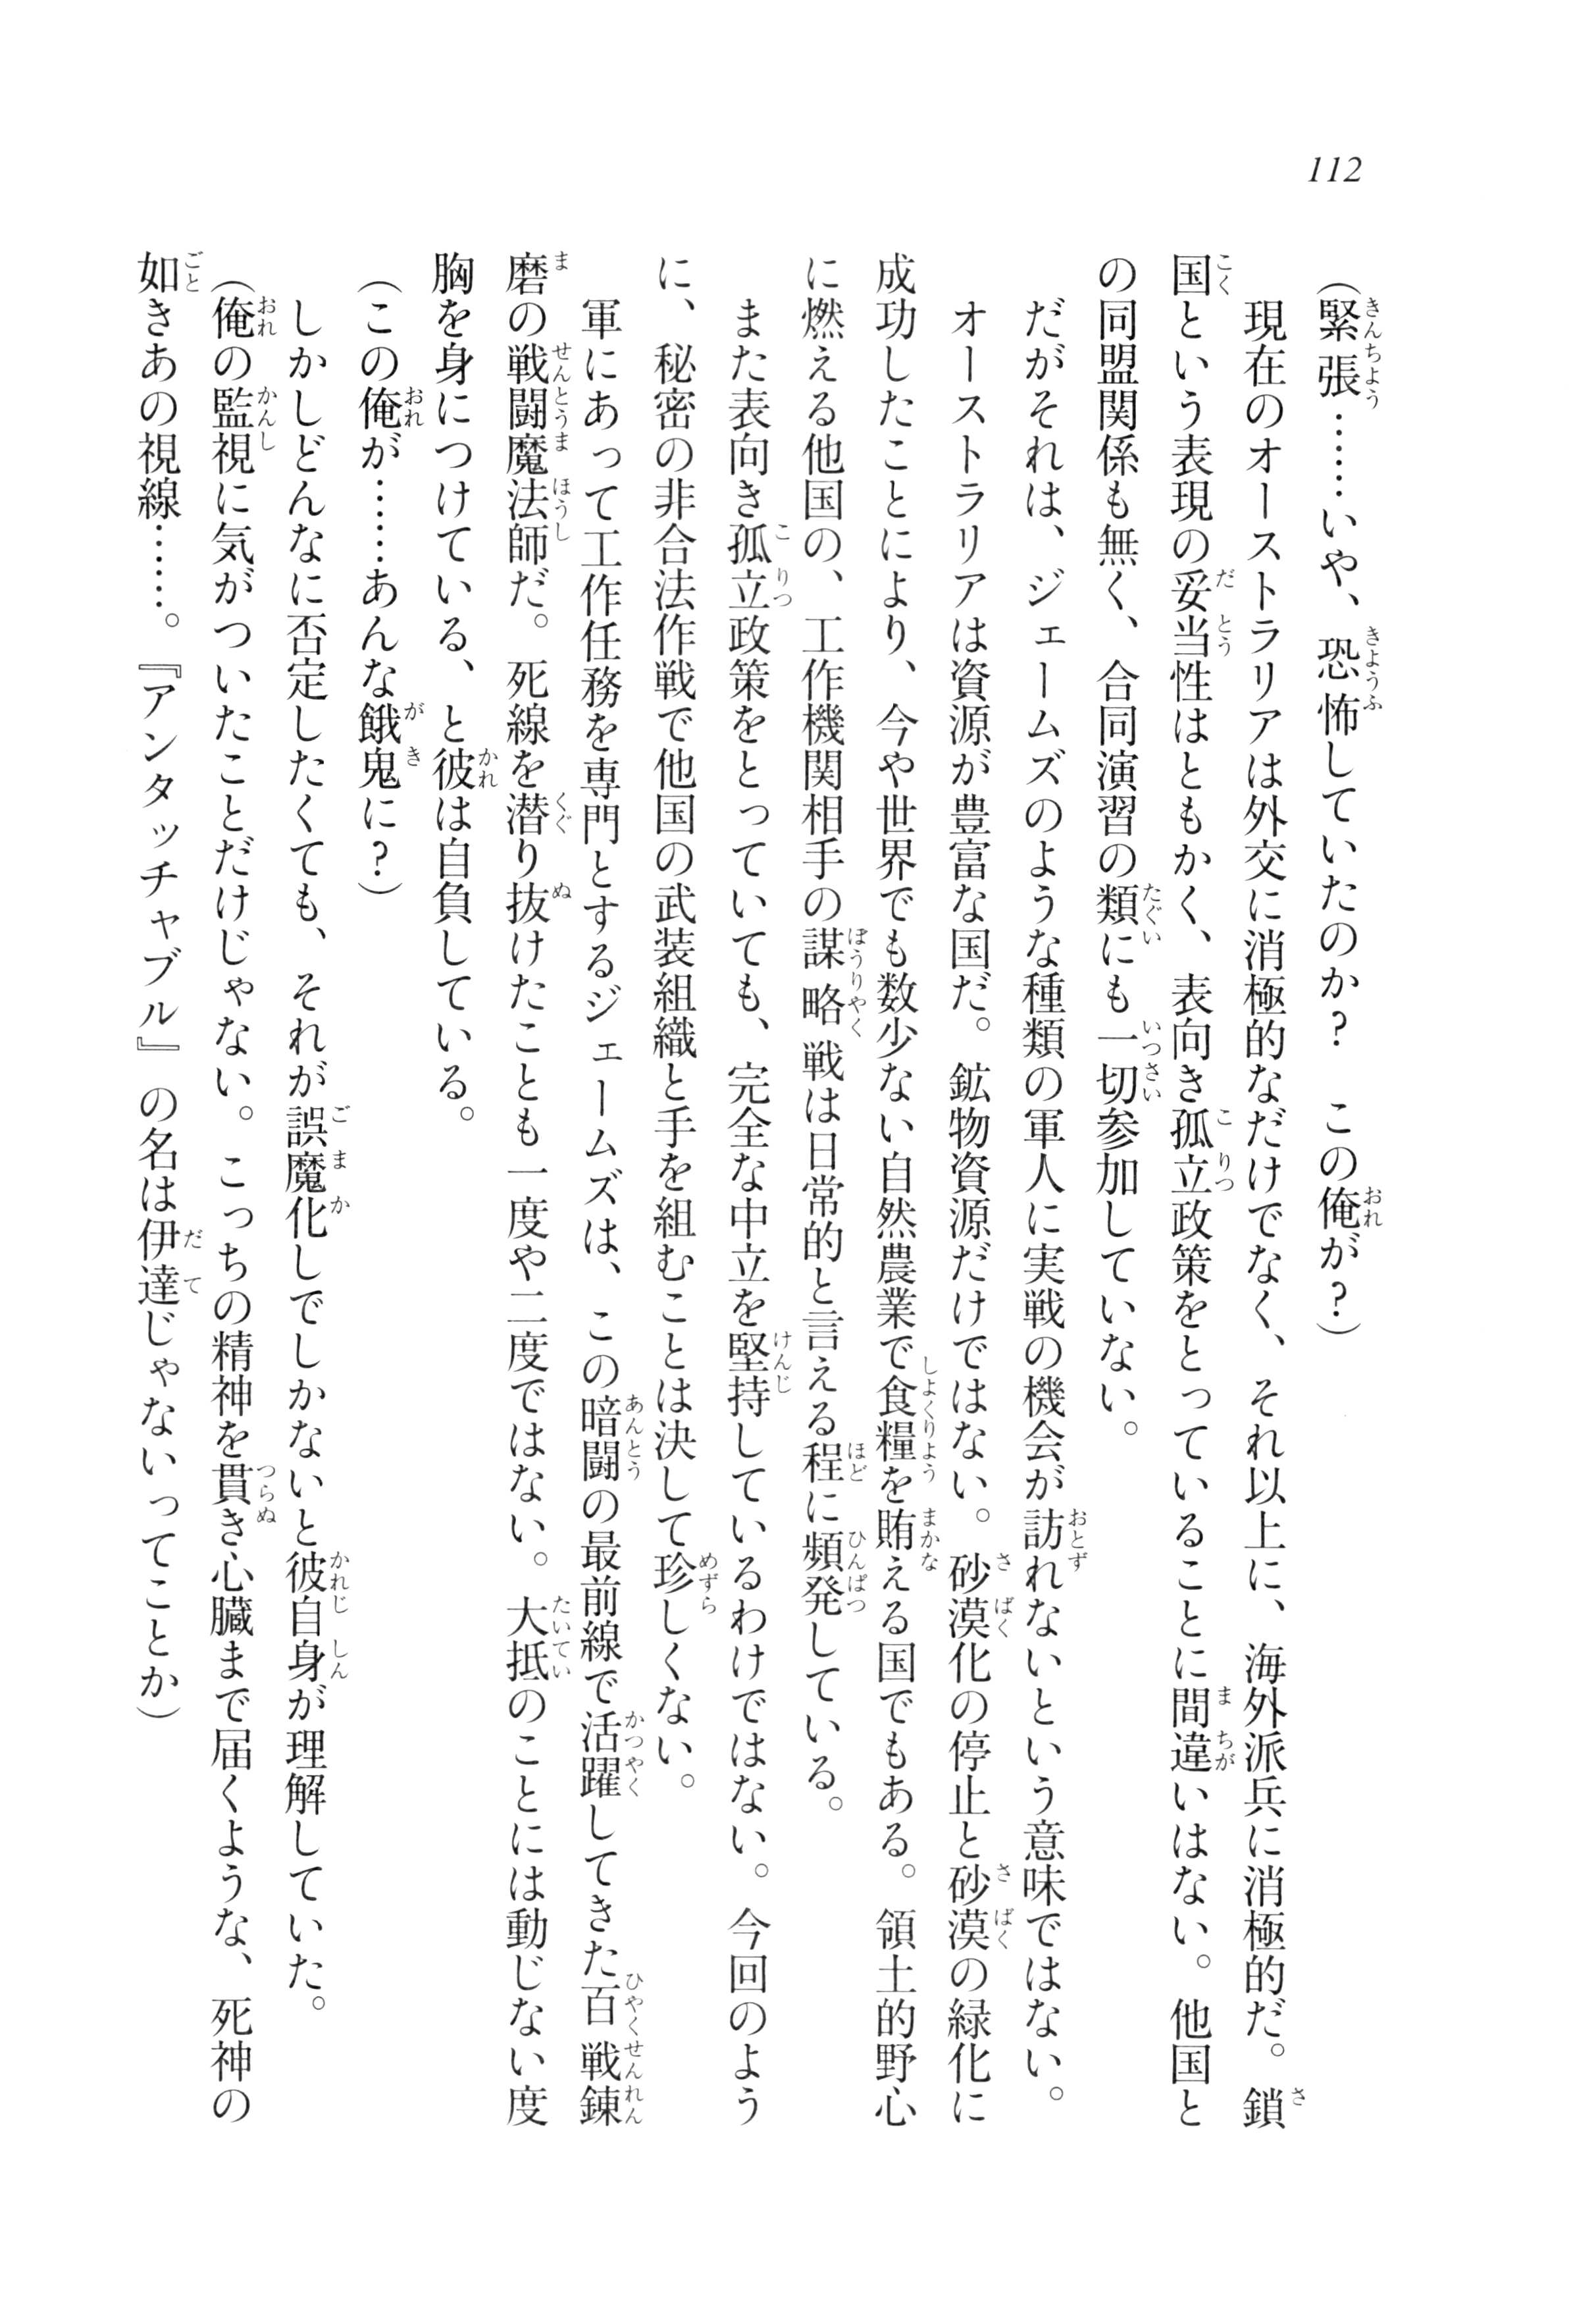 112
（緊張……いや、恐怖していたのか？　この俺が？）
　現在のオーストラリアは外交に消極的なだけでなく、それ以上に、海外派兵に消極的だ。鎖
国という表現の妥当性はともかく、表向き孤立政策をとっていることに間違いはない。他国と
の同盟関係も無く、合同演習の類にも一切参加していない。
　だがそれは、ジェームズのような種類の軍人に実戦の機会が訪れないという意味ではない。
　オーストラリアは資源が豊富な国だ。鉱物資源だけではない。砂漠化の停止と砂漠の緑化に
成功したことにより、今や世界でも数少ない自然農業で食糧を賄える国でもある。領土的野心
に燃える他国の、工作機関相手の謀略戦は日常的と言える程に頻発している。
　また表向き孤立政策をとっていても、完全な中立を堅持しているわけではない。今回のよう
に、秘密の非合法作戦で他国の武装組織と手を組むことは決して珍しくない。
　軍にあって工作任務を専門とするジェームズは、この暗闘の最前線で活躍してきた百戦錬
磨の戦闘魔法師だ。死線を潜り抜けたことも一度や二度ではない。大抵のことには動じない度
胸を身につけている、と彼は自負している。
（この俺が……あんな餓鬼に？）
　しかしどんなに否定したくても、それが誤魔化しでしかないと彼自身が理解していた。
（俺の監視に気がついたことだけじゃない。こっちの精神を貫き心臓まで届くような、死神の
如きあの視線……。『アンタッチャブル』の名は伊達じゃないってことか）